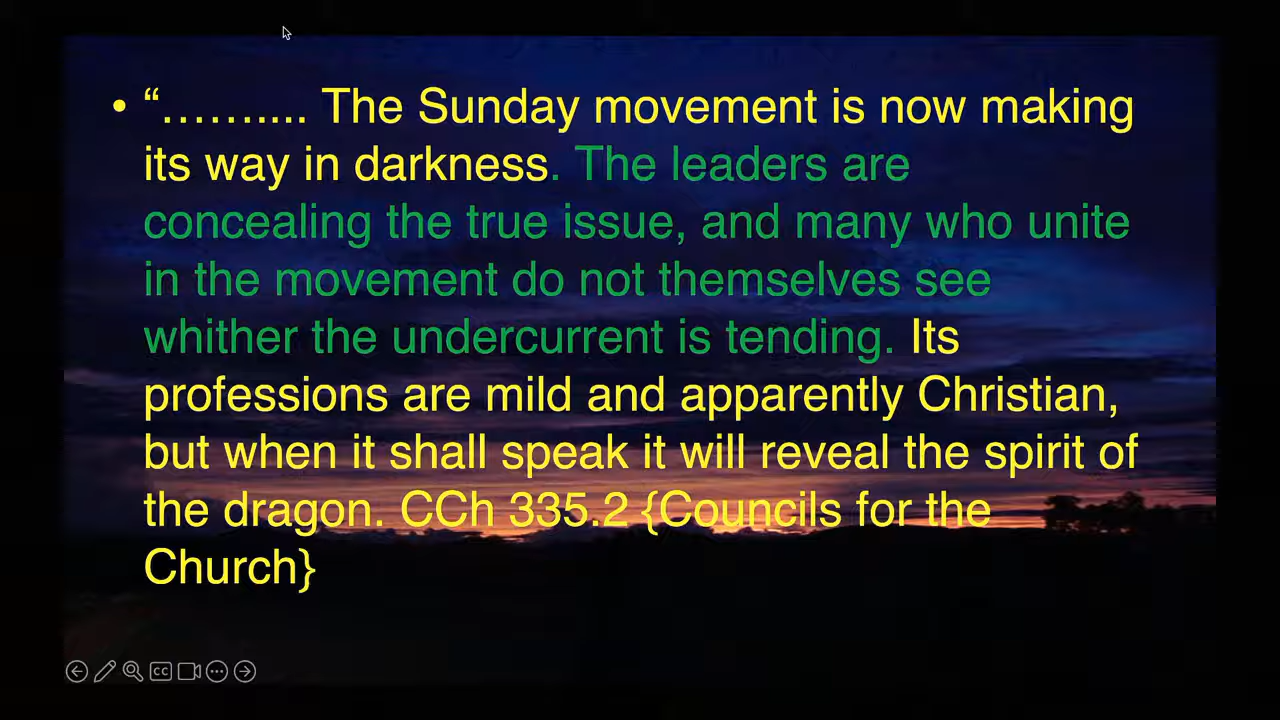 • “…….... The Sunday movement is now making
its way in darkness. The leaders are
concealing the true issue, and many who unite
in the movement do not themselves see
whither the undercurrent is tending. Its
professions are mild and apparently Christian,
but when it shall speak it will reveal the spirit of
the dragon. CCh 335.2 {Councils for the
Church}
CC